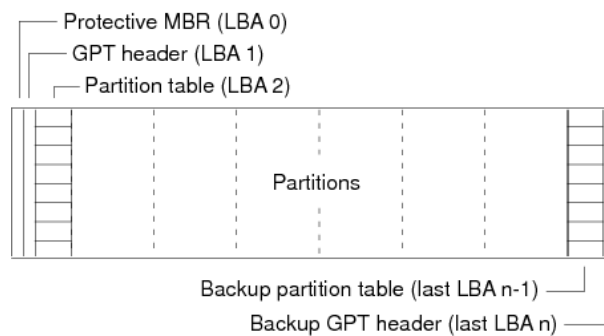 Protective MBR (LBA 0)
GPT header (LBA 1)
Partition table (LBA 2)
Partitions
Backup partition table (last LBA n-1)
Backup GPT header (last LBA n)